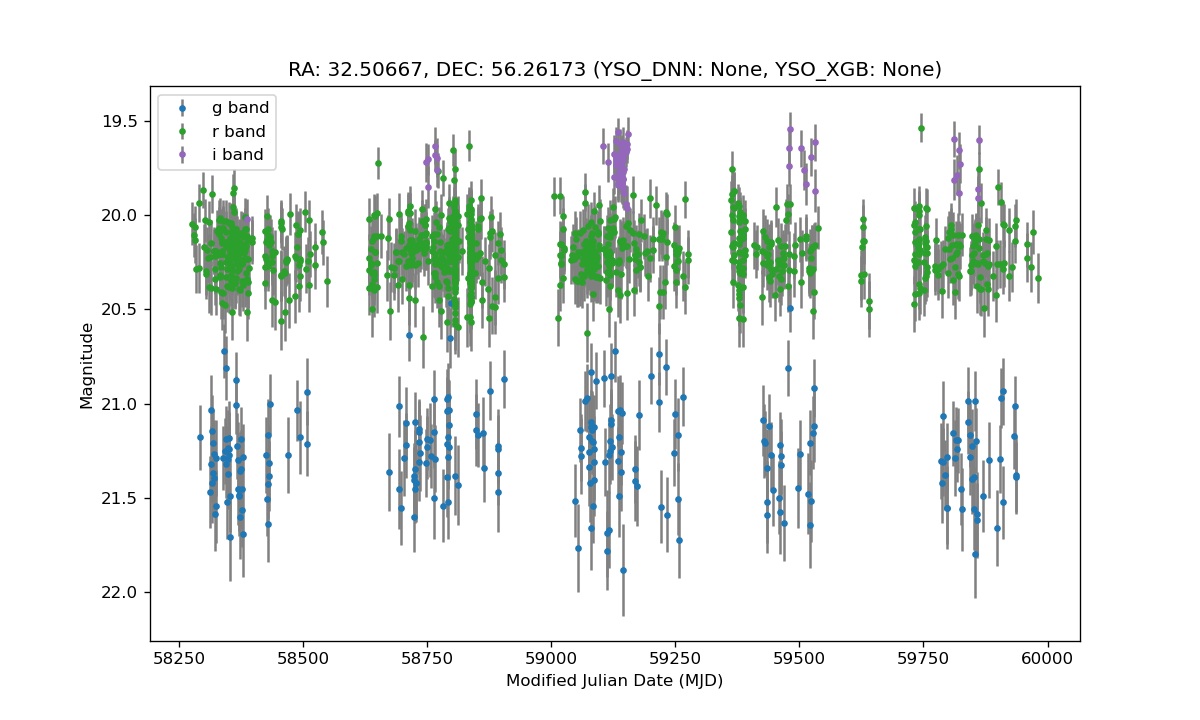 RA: 32.50667, DEC: 56.26173 (YSO_DNN: None, YSO_XGB: None)
g band
r band
i band
19.5
20.0
20.5
21.0
21.5
22.0
Magnitude
58250 58500 58750 59000 59250 59500 59750 60000
Modified Julian Date (MJD)